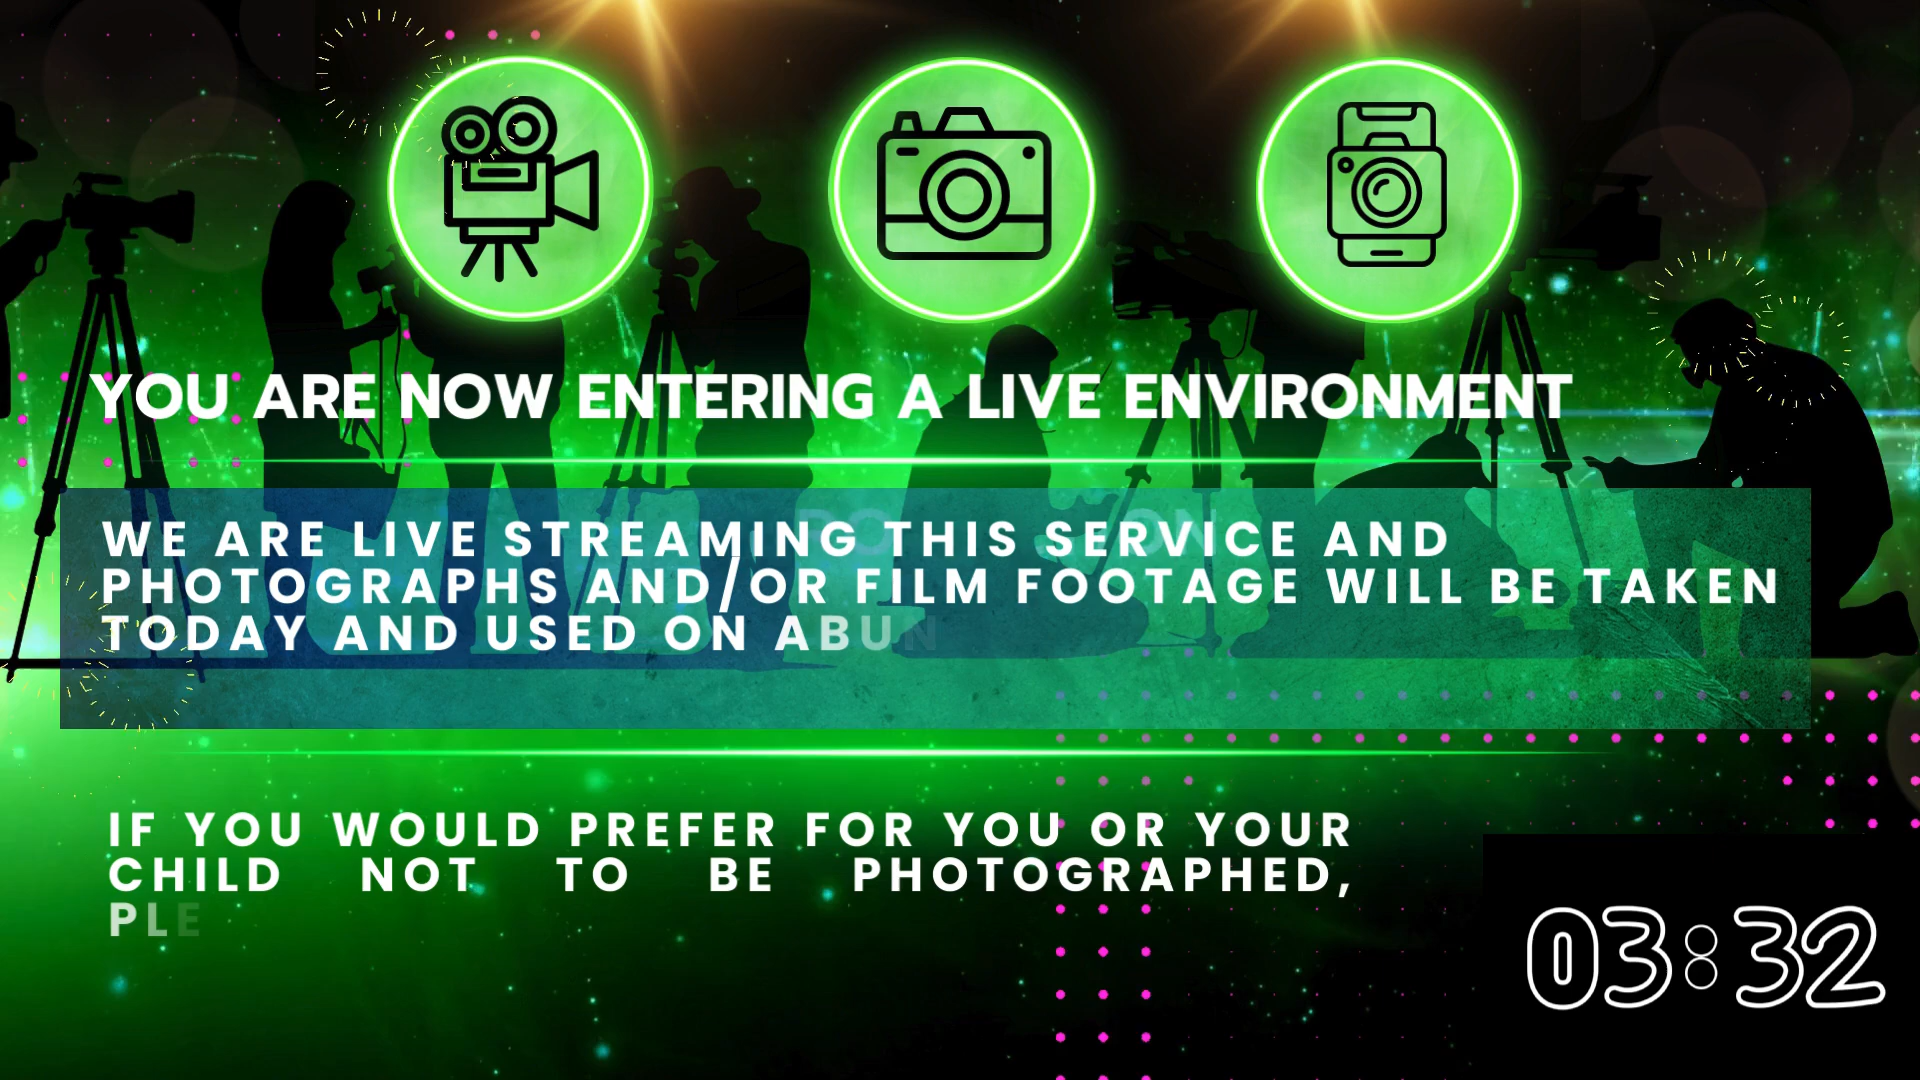 YOU ARE NOW ENTERING A LIVE ENVIRONMENT
WE ARE LIVE STREAMING THIS SERVICE AND
PHOTOGRAPHS AND/OR FILM FOOTAGE WILL BE TAKEN
TODAY AND USED ON ABUN
IF YOU WOULD PREFER FOR YOU OR YOUR
CHILD NOT TO BE PHOTOGRAPHED,
PLE
03:32